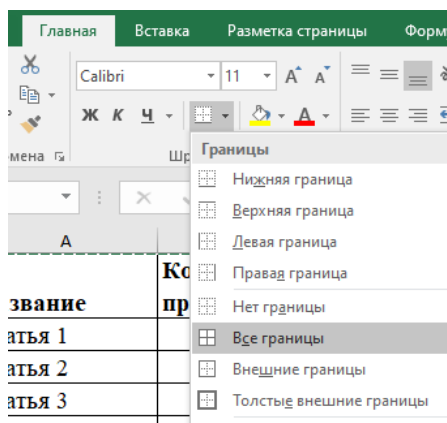 Главная Вставка Разметка страницы Форм
Calibri 11 A A
Ж К Ч
мена Шр
Границы
Нижняя граница
Верхняя граница
Левая граница
Правая граница
Нет границы
Все границы
Внешние границы
Толстые внешние границы
A
Ко
звание пр
атья 1
атья 2
атья 3